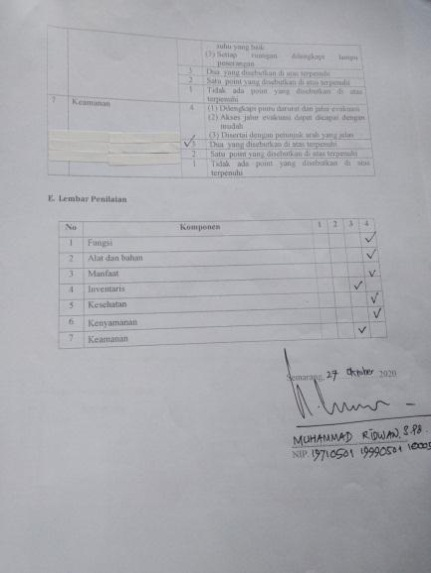 suhu yang baik
(3) Setiap ruangan dilengkapi lampu
penerangan
3 Dua yang disebutkan di atas terpenuhi
2 Satu point yang disebutkan di atas terpenuhi
1 Tidak ada point yang disebutkan di atas
terpenuhi
7 Keamanan 4 (1) Dilengkapi pintu darurat dan jalur evakuasi
(2) Akses jalur evakuasi dapat dicapai dengan
mudah
(3) Disertai dengan petunjuk arah yang jelas
✓3 Dua yang disebutkan di atas terpenuhi
2 Satu point yang disebutkan di atas terpenuhi
1 Tidak ada point yang disebutkan di atas
terpenuhi
E. Lembar Penilaian
No Komponen 1 2 3 4
1 Fungsi ✓
2 Alat dan bahan ✓
3 Manfaat ✓
4 Inventaris ✓
5 Kesehatan ✓
6 Kenyamanan ✓
7 Keamanan ✓
Semarang, 27 Oktober 2020
MUHAMMAD RIDWAN, S.Pd.
NIP. 19710501 19990501